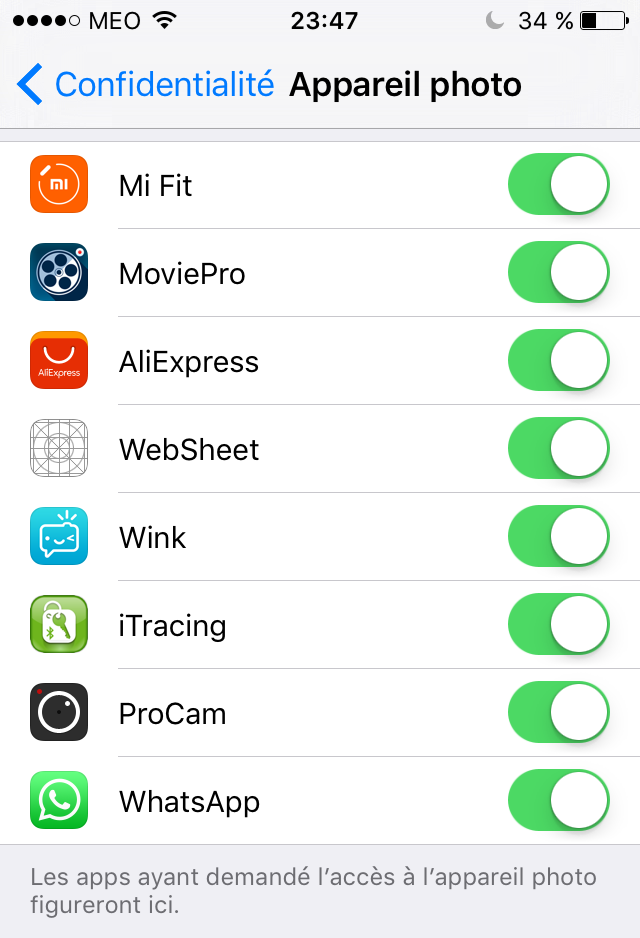 MEO 23:47 34 %
Confidentialité Appareil photo
MI Mi Fit
MoviePro
AliExpress AliExpress
WebSheet
Wink
iTracing
ProCam
WhatsApp
Les apps ayant demandé l’accès à l’appareil photo
figureront ici.